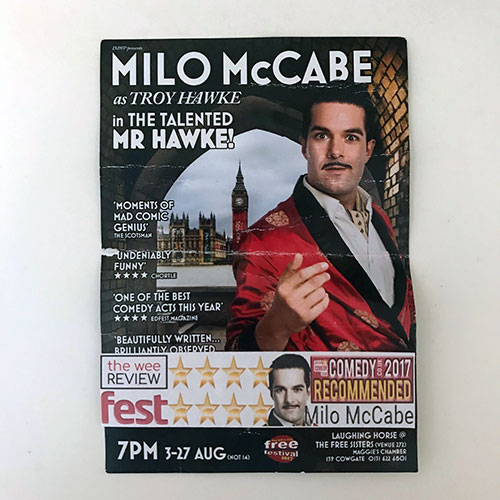 INHP presents
MILO McCABE
as TROY HAWKE
in THE TALENTED
MR HAWKE!
'MOMENTS OF
MAD COMIC
GENIUS'
THE SCOTSMAN
'UNDENIABLY
FUNNY'
★★★★ CHORTLE
'ONE OF THE BEST
COMEDY ACTS THIS YEAR'
★★★★ EDFEST MAGAZINE
'BEAUTIFULLY WRITTEN...
BRILLIANTLY OBSERVED
the wee
REVIEW
fest
COMEDY 2017
RECOMMENDED
Milo McCabe
7PM 3-27 AUG (NOT 14)
free
festival
2017
LAUGHING HORSE @
THE FREE SISTERS (VENUE 272)
MAGGIE'S CHAMBER
139 COWGATE 0131 622 6801